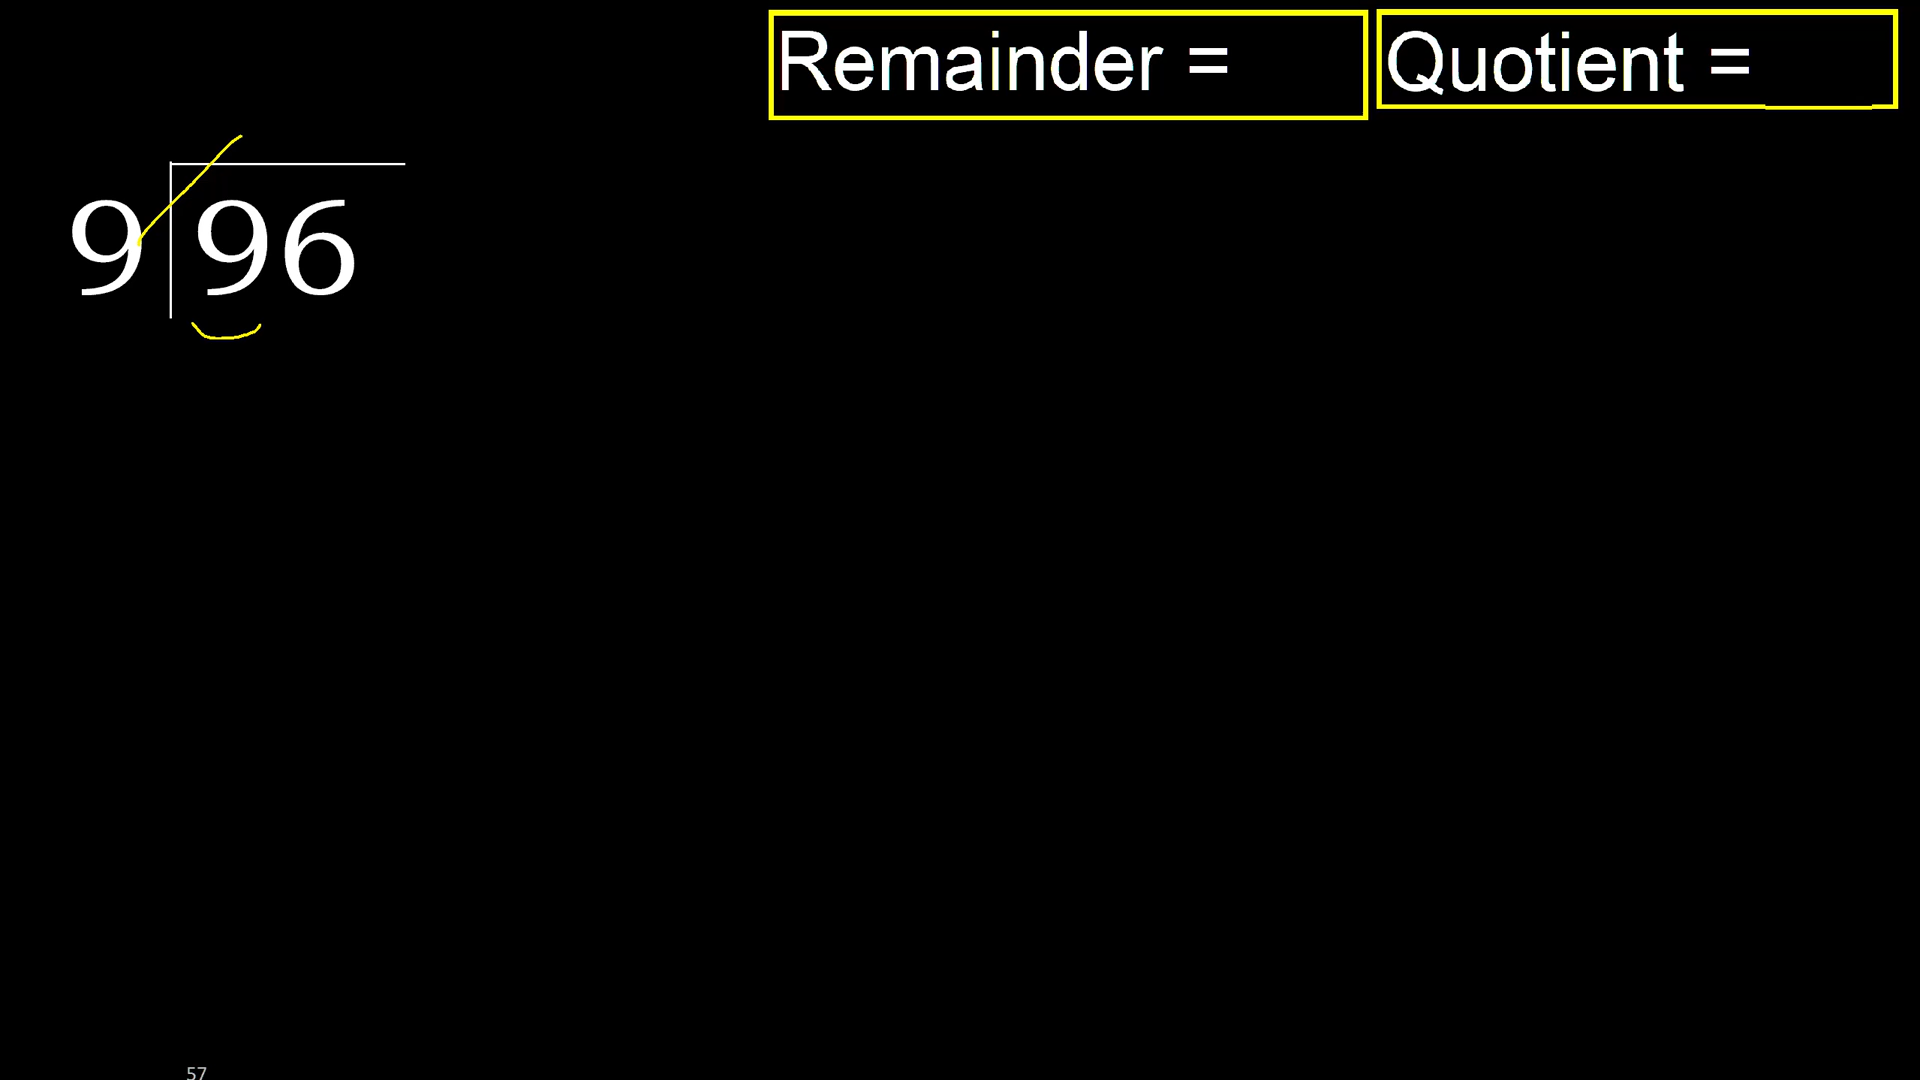 Remainder =
Quotient =
9 96
57